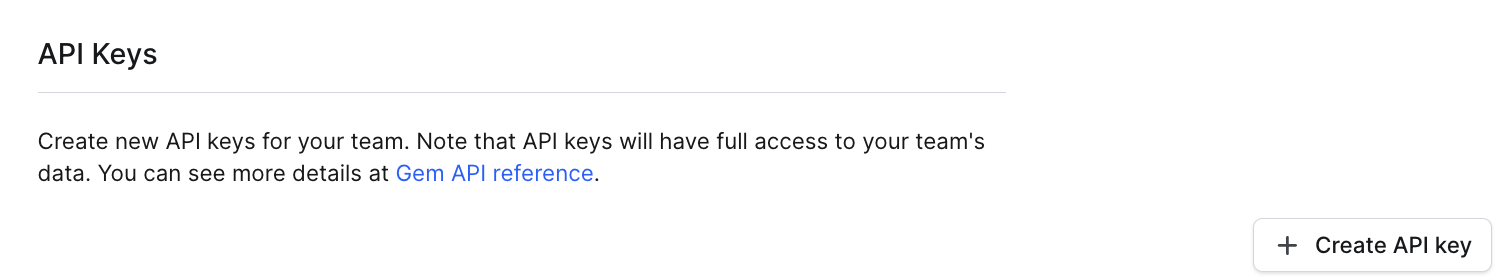 API Keys
Create new API keys for your team. Note that API keys will have full access to your team's
data. You can see more details at Gem API reference.
+ Create API key